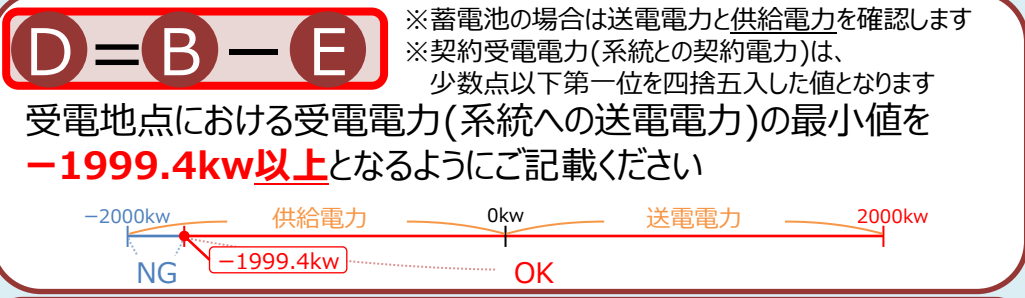 D=B－E
※蓄電池の場合は送電電力と供給電力を確認します
※契約受電電力(系統との契約電力)は、
少数点以下第一位を四捨五入した値となります
受電地点における受電電力(系統への送電電力)の最小値を
－1999.4kw以上となるようにご記載ください
－2000kw 供給電力 0kw 送電電力 2000kw
－1999.4kw
NG OK